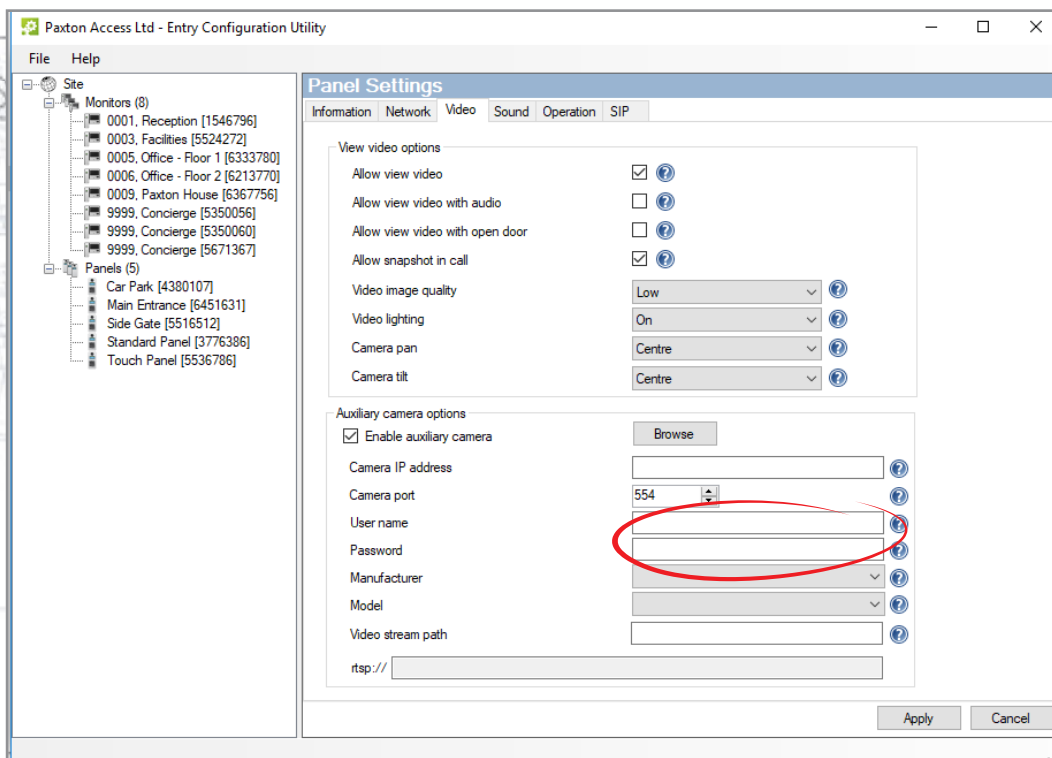 Paxton Access Ltd - Entry Configuration Utility
File Help
Site
Monitors (8)
0001, Reception [1546796]
0003, Facilities [5524272]
0005, Office - Floor 1 [6333780]
0006, Office - Floor 2 [6213770]
0009, Paxton House [6367756]
9999, Concierge [5350056]
9999, Concierge [5350060]
9999, Concierge [5671367]
Panels (5)
Car Park [4380107]
Main Entrance [6451631]
Side Gate [5516512]
Standard Panel [3776386]
Touch Panel [5536786]
Panel Settings
Information Network Video Sound Operation SIP
View video options
Allow view video ?
Allow view video with audio ?
Allow view video with open door ?
Allow snapshot in call ?
Video image quality Low ?
Video lighting On ?
Camera pan Centre ?
Camera tilt Centre ?
Auxiliary camera options
Enable auxiliary camera Browse
Camera IP address ?
Camera port 554 ?
User name ?
Password ?
Manufacturer ?
Model ?
Video stream path ?
rtsp://
Apply Cancel